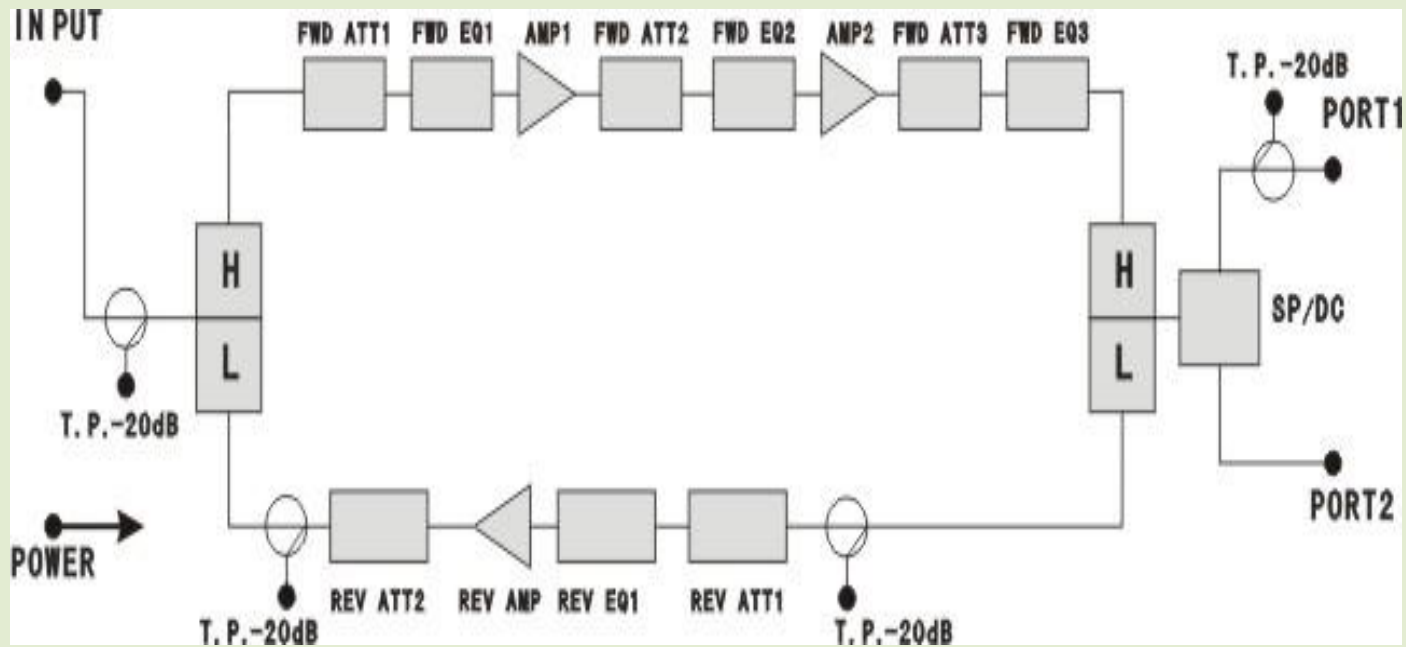 IN PUT
FWD ATT1 FWD EQ1 AMP1 FWD ATT2 FWD EQ2 AMP2 FWD ATT3 FWD EQ3
T.P.-20dB
PORT1
H
L
H
L
SP/DC
T.P.-20dB
PORT2
POWER
REV ATT2 REV AMP REV EQ1 REV ATT1
T.P.-20dB
T.P.-20dB